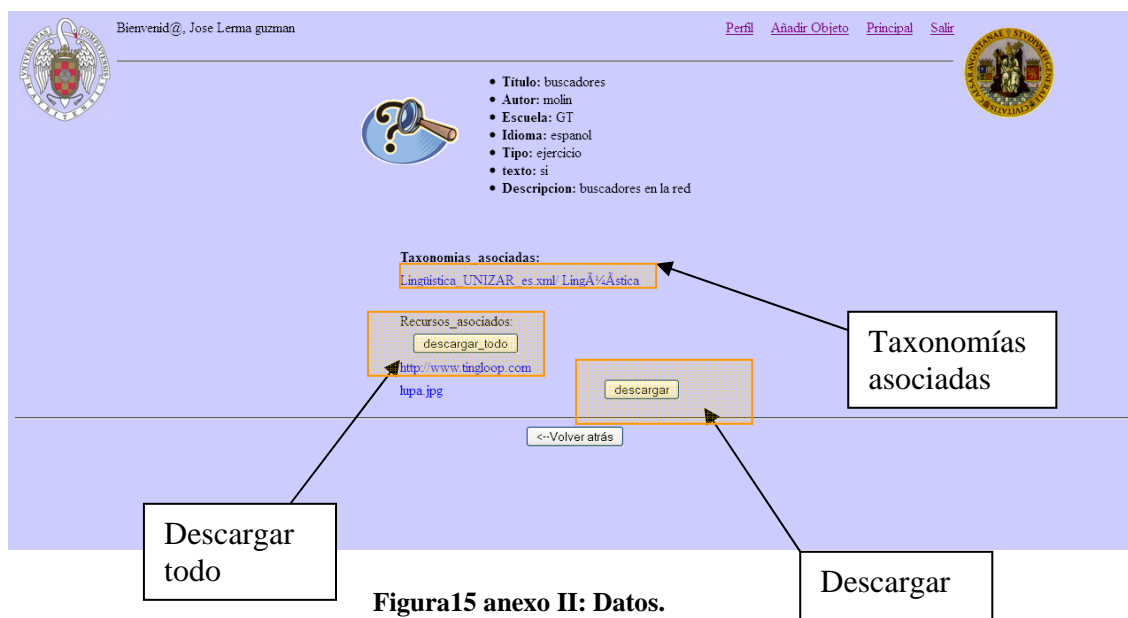 Bienvenid@, Jose Lerma guzman
Perfil Añadir Objeto Principal Salir
Título: buscadores
Autor: molin
Escuela: GT
Idioma: espanol
Tipo: ejercicio
texto: si
Descripcion: buscadores en la red
Taxonomias_asociadas:
Lingüistica_UNIZAR_es.xml/ LingÃ¼Ãstica
Recursos_asociados:
descargar_todo
http://www.tingloop.com
lupa.jpg
descargar
<--Volver atrás
Taxonomías
asociadas
Descargar
todo
Descargar
Figura15 anexo II: Datos.